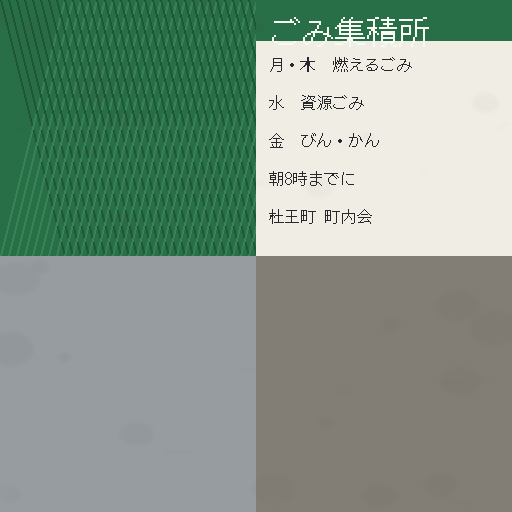 ごみ集積所
月・木　燃えるごみ
水　資源ごみ
金　びん・かん
朝8時までに
杜王町 町内会